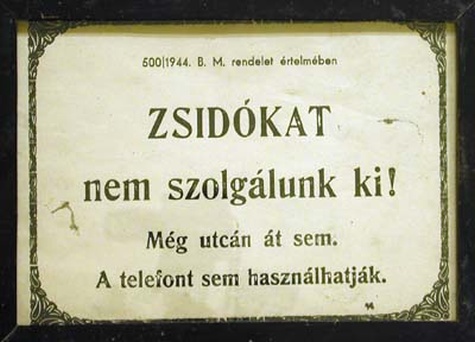 500|1944. B. M. rendelet értelmében
ZSIDÓKAT
nem szolgálunk ki!
Még utcán át sem.
A telefont sem használhatják.